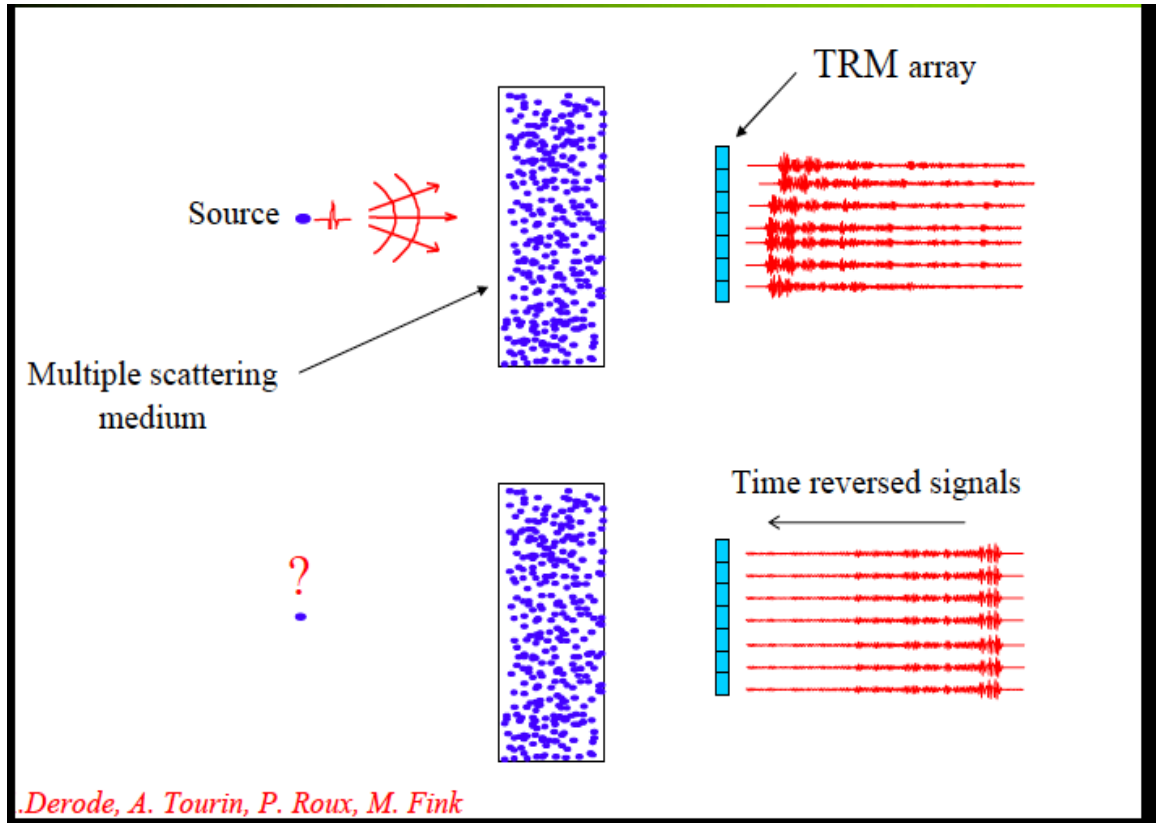 TRM array
Source
Multiple scattering
medium
Time reversed signals
?
.Derode, A. Tourin, P. Roux, M. Fink